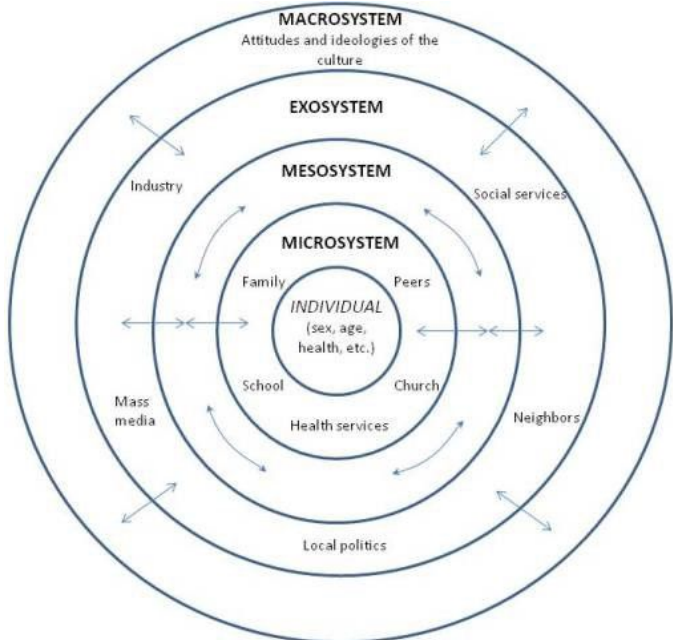 MACROSYSTEM
Attitudes and ideologies of the
culture
EXOSYSTEM
MESOSYSTEM
Industry
Social services
MICROSYSTEM
Family
Peers
INDIVIDUAL
(sex, age,
health, etc.)
School
Church
Mass
media
Health services
Neighbors
Local politics